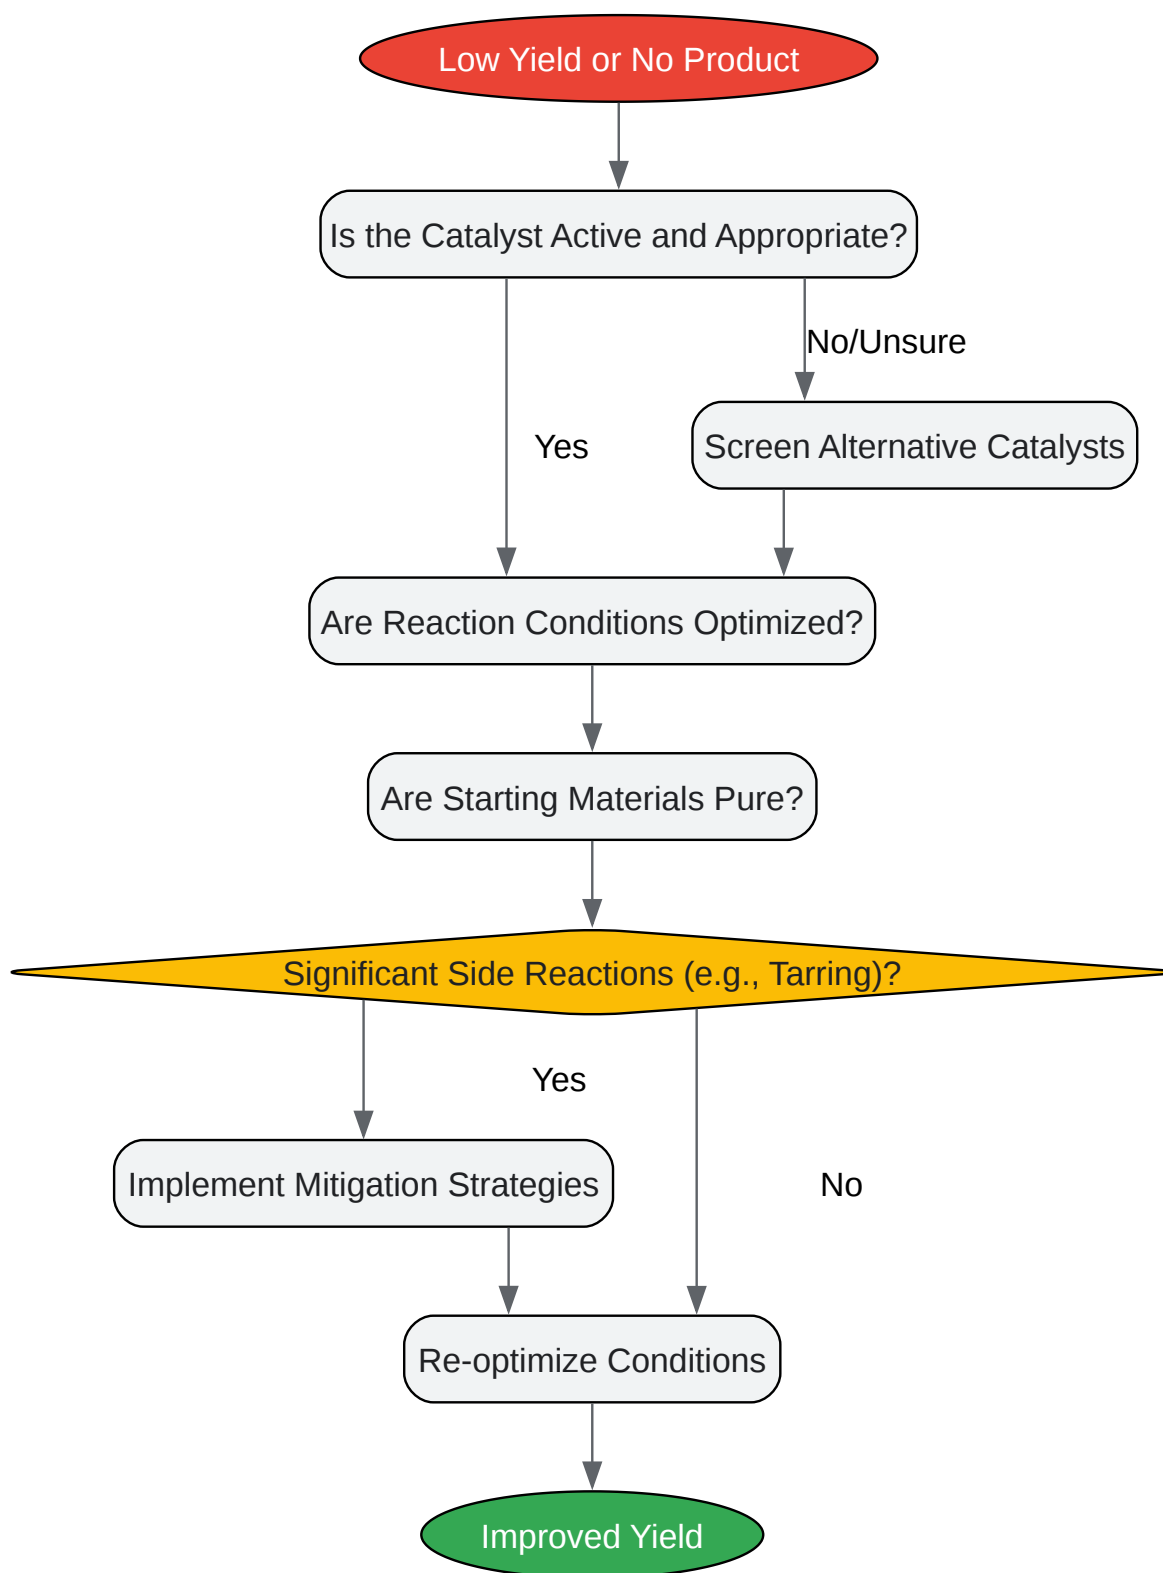 Low Yield or No Product
Is the Catalyst Active and Appropriate?
No/Unsure
Yes
Screen Alternative Catalysts
Are Reaction Conditions Optimized?
Are Starting Materials Pure?
Significant Side Reactions (e.g., Tarring)?
Yes
Implement Mitigation Strategies
No
Re-optimize Conditions
Improved Yield